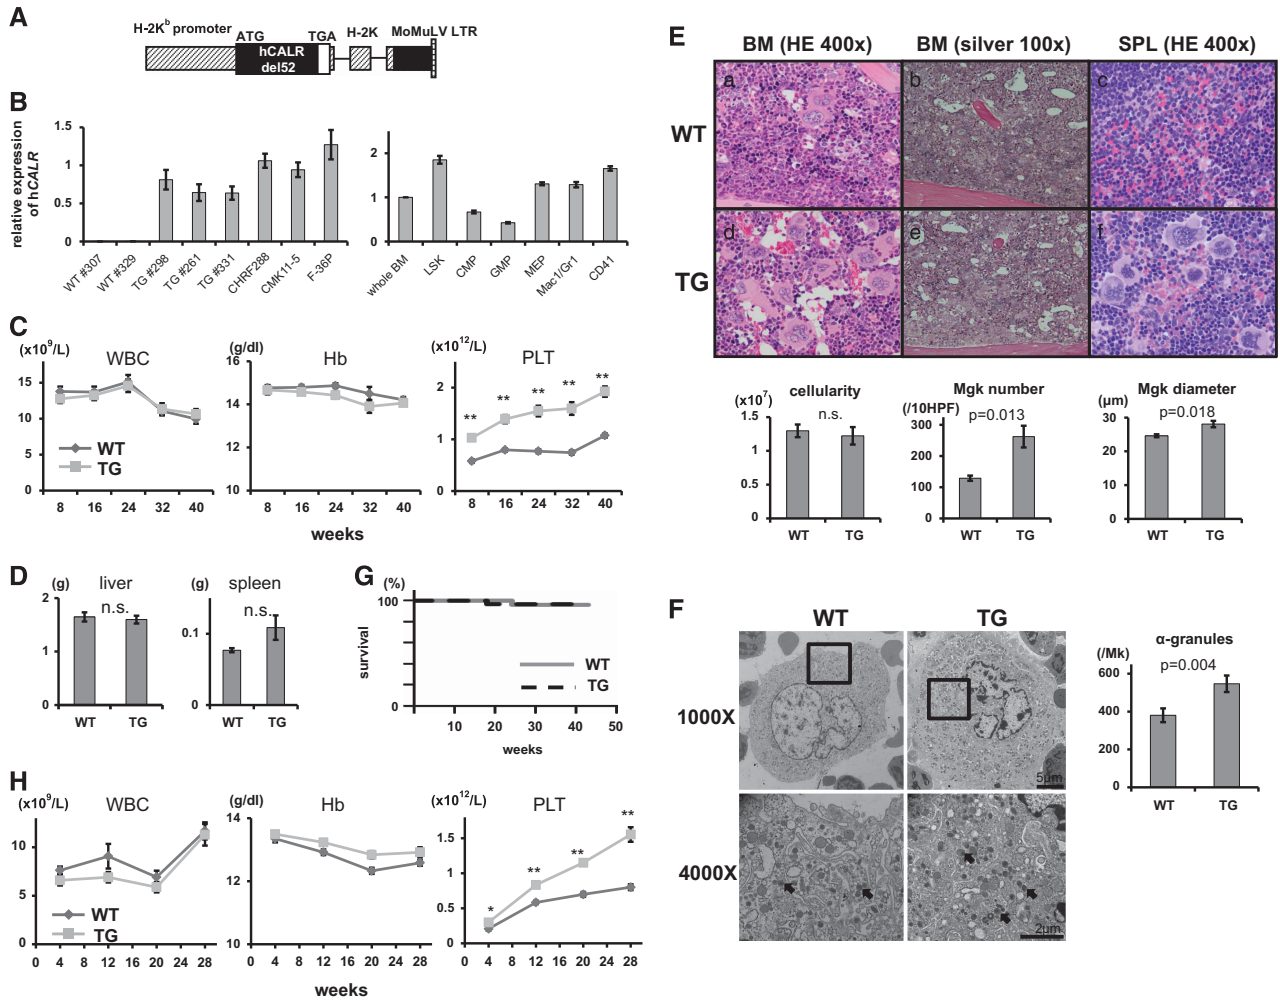 A
H-2Kb promoter
ATG
TGA
H-2K
MoMuLV LTR
hCALR
del52
B
relative expression
of hCALR
1.5
1
0.5
0
WT #307
WT #329
TG #298
TG #261
TG #331
CHRF288
CMK11-5
F-36P
2
1
0
whole BM
LSK
CMP
GMP
MEP
Mac1/Gr1
CD41
C
(x10^9/L)
WBC
15
10
5
0
WT
TG
8 16 24 32 40
(g/dl)
Hb
16
14
12
10
8 16 24 32 40
weeks
(x10^12/L)
PLT
2
1
0
** ** ** ** **
8 16 24 32 40
D
(g)
liver
n.s.
2
1
0
WT TG
(g)
spleen
n.s.
0.1
0
WT TG
G
(%)
survival
100
0
WT
TG
10 20 30 40 50
weeks
H
(x10^9/L)
WBC
10
5
0
WT
TG
0 4 8 12 16 20 24 28
(g/dl)
Hb
14
12
10
0 4 8 12 16 20 24 28
weeks
(x10^12/L)
PLT
1.5
1
0.5
0
* ** ** **
0 4 8 12 16 20 24 28
E
BM (HE 400x)
BM (silver 100x)
SPL (HE 400x)
WT
a
b
c
TG
d
e
f
cellularity
(x10^7)
n.s.
1.5
1
0.5
0
WT TG
Mgk number
(/10HPF)
p=0.013
300
200
100
0
WT TG
Mgk diameter
(μm)
p=0.018
30
20
10
0
WT TG
F
WT
TG
1000X
5μm
4000X
2μm
α-granules
(/Mk)
p=0.004
600
400
200
0
WT TG